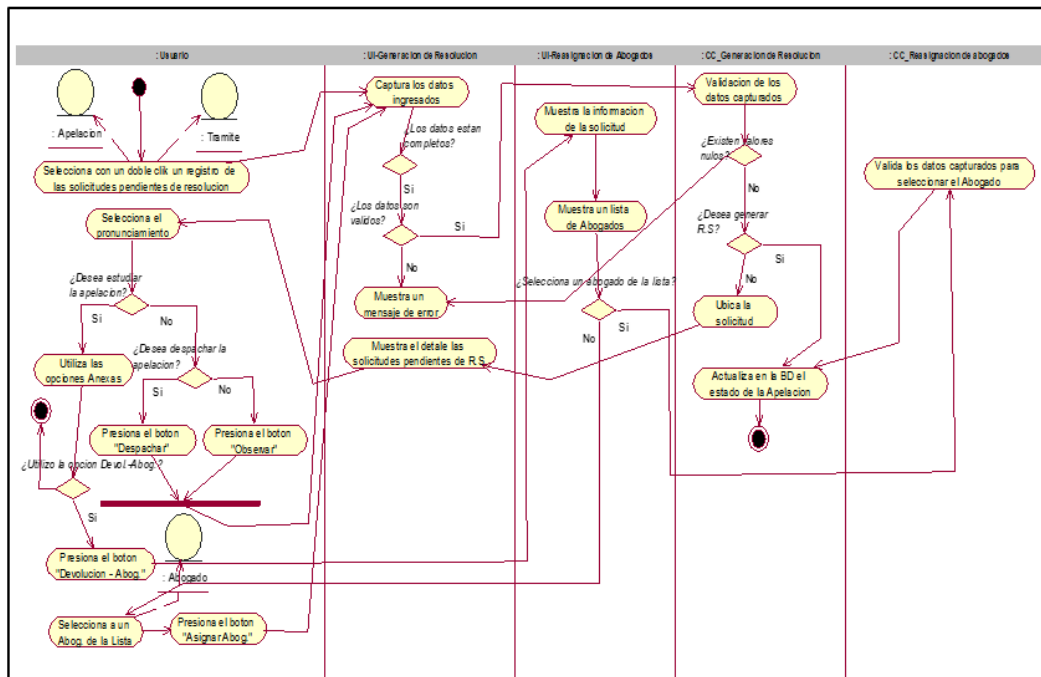 : Usuario
: UI-Generacion de Resolucion
: UI-Reasignacion de Abogados
: CC_Generacion de Resolucion
: CC_Reasignacion de abogados
: Apelacion
: Tramite
Selecciona con un doble clik un registro de
las solicitudes pendientes de resolucion
Selecciona el
pronunciamiento
¿Desea estudiar
la apelacion?
Si
No
Utiliza las
opciones Anexas
¿Desea despachar la
apelacion?
Si
No
Presiona el boton
"Despachar"
Presiona el boton
"Observar"
¿Utilizo la opcion Devol.-Abog.?
Si
Presiona el boton
"Devolucion - Abog."
: Abogado
Selecciona a un
Abog. de la Lista
Presiona el boton
"Asignar Abog."
Captura los datos
ingresados
¿Los datos estan
completos?
Si
¿Los datos son
validos?
Si
No
Muestra un
mensaje de error
Muestra el detale las
solicitudes pendientes de R.S.
Muestra la informacion
de la solicitud
Muestra un lista
de Abogados
¿Selecciona un abogado de la lista?
Si
No
Validacion de los
datos capturados
¿Existen valores
nulos?
No
¿Desea generar
R.S?
Si
No
Ubica la
solicitud
Actualiza en la BD el
estado de la Apelacion
Valida los datos capturados para
seleccionar el Abogado